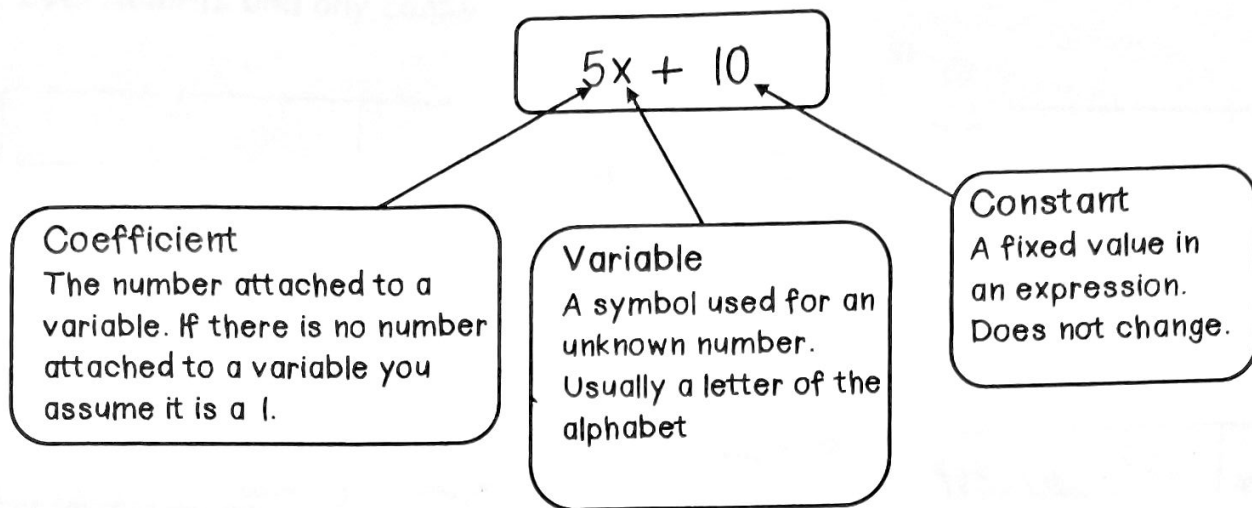 5x + 10
Coefficient
The number attached to a
variable. If there is no number
attached to a variable you
assume it is a 1.
Variable
A symbol used for an
unknown number.
Usually a letter of the
alphabet
Constant
A fixed value in
an expression.
Does not change.